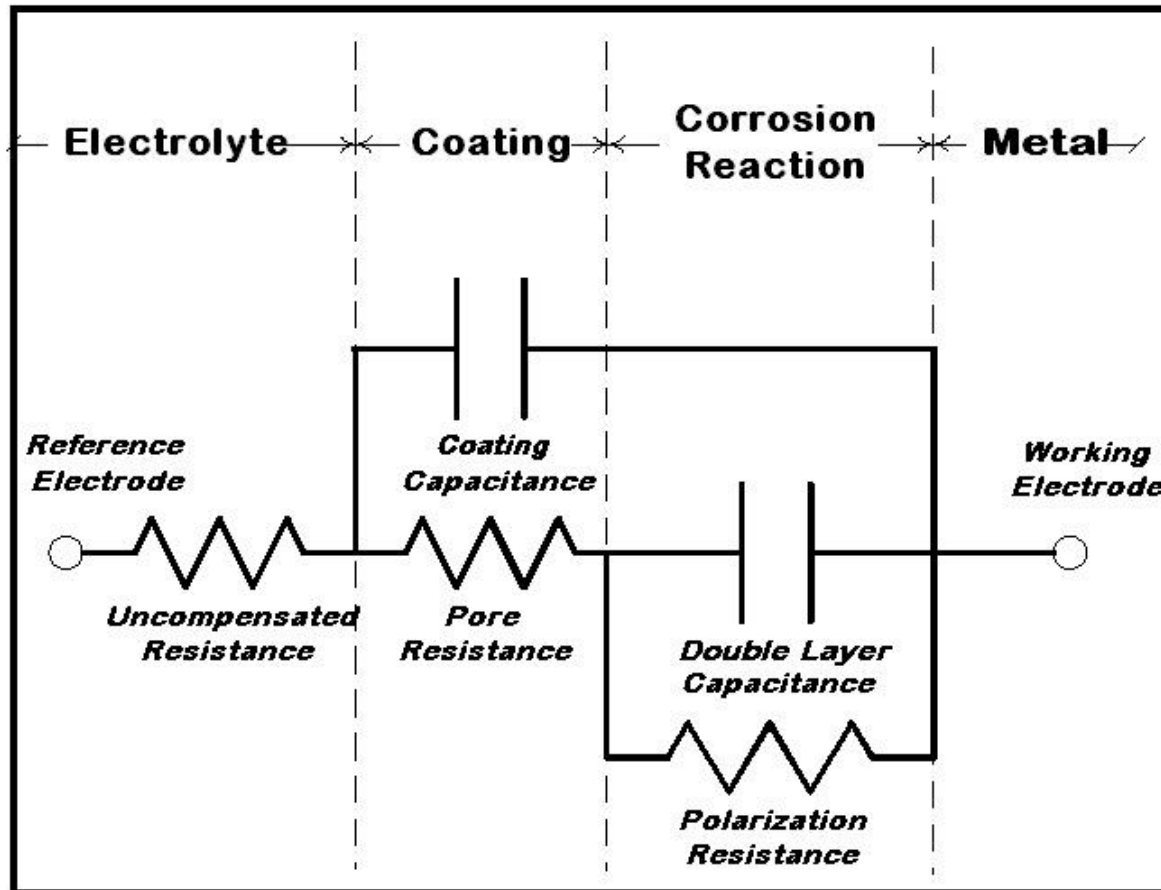 Electrolyte
Coating
Corrosion
Reaction
Metal
Reference
Electrode
Coating
Capacitance
Working
Electrode
Uncompensated
Resistance
Pore
Resistance
Double Layer
Capacitance
Polarization
Resistance